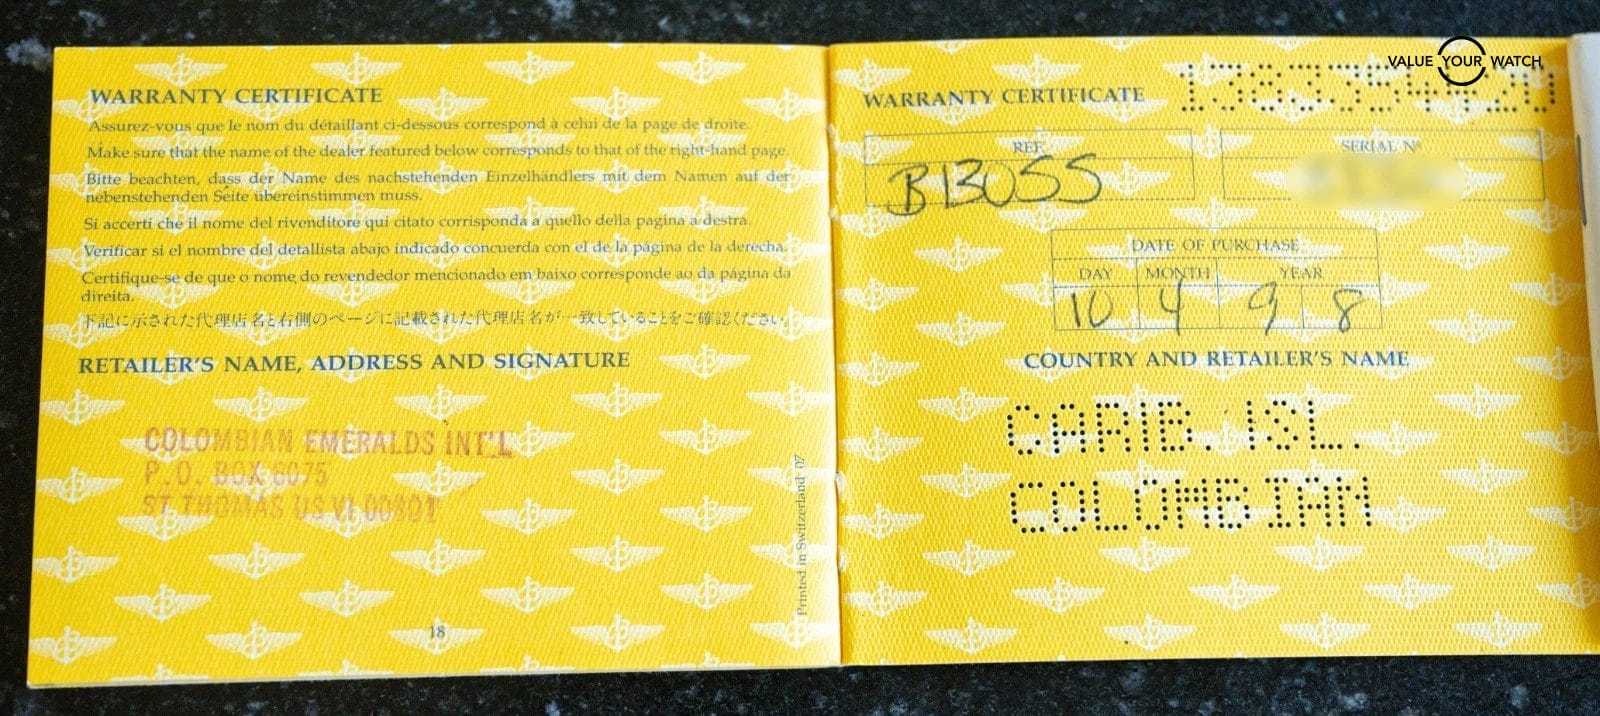 WARRANTY CERTIFICATE
Assurez-vous que le nom du détaillant ci-dessous correspond à celui de la page de droite.
Make sure that the name of the dealer featured below corresponds to that of the right-hand page.
Bitte beachten, dass der Name des nachstehenden Einzelhändlers mit dem Namen auf der
nebenstehenden Seite übereinstimmen muss.
Si accerti che il nome del rivenditore qui citato corrisponda a quello della pagina a destra.
Verificar si el nombre del detallista abajo indicado concuerda con el de la página de la derecha.
Certifique-se de que o nome do revendedor mencionado em baixo corresponde ao da página da
direita.
下記に示された代理店名と右側のページに記載された代理店名が一致していることをご確認ください。
RETAILER'S NAME, ADDRESS AND SIGNATURE
COLOMBIAN EMERALDS INT'L
P.O. BOX 6075
ST THOMAS US VI 00801
18
Printed in Switzerland 07
VALUE YOUR WATCH
WARRANTY CERTIFICATE 1383354420
REF.
SERIAL Nº
B13055
DATE OF PURCHASE
DAY MONTH YEAR
10 4 9 8
COUNTRY AND RETAILER'S NAME
CARIB. ISL.
COLOMBIAN